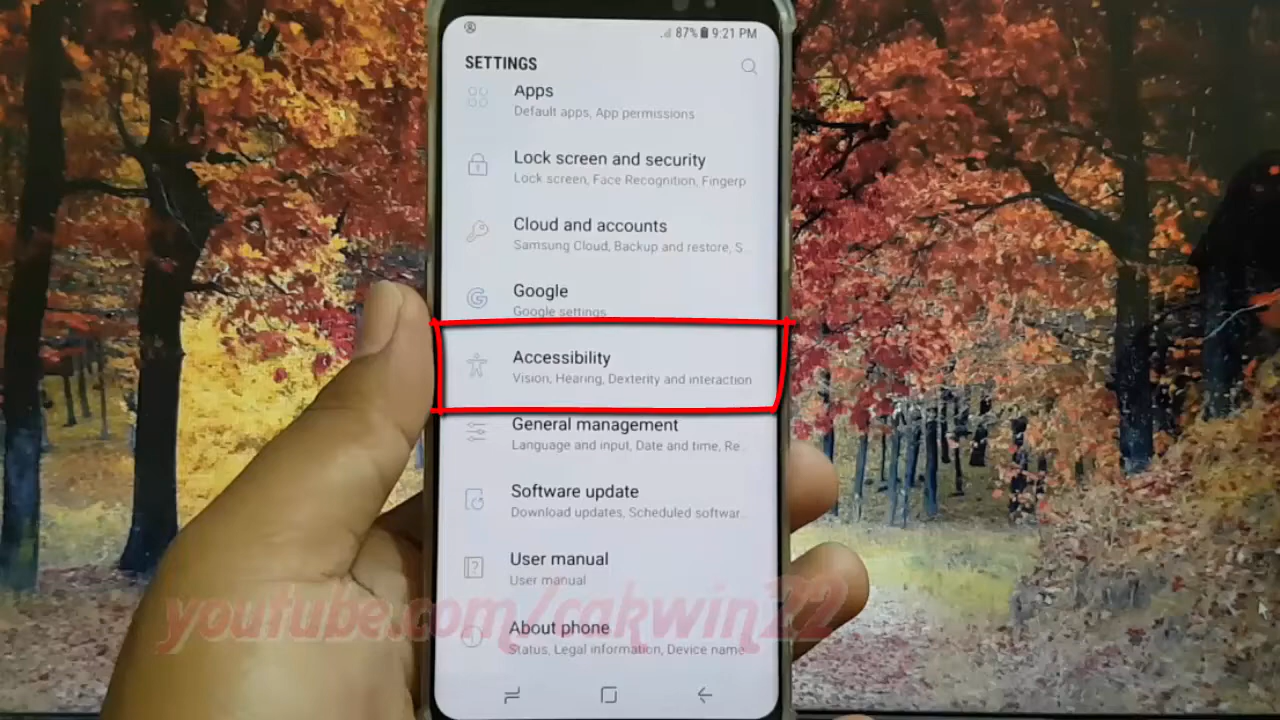 87% 9:21 PM
SETTINGS
Apps
Default apps, App permissions
Lock screen and security
Lock screen, Face Recognition, Fingerp
Cloud and accounts
Samsung Cloud, Backup and restore, S...
Google
Google settings
Accessibility
Vision, Hearing, Dexterity and interaction
General management
Language and input, Date and time, Re...
Software update
Download updates, Scheduled softwar...
User manual
User manual
youtube.com/cakwin22
About phone
Status, Legal information, Device name